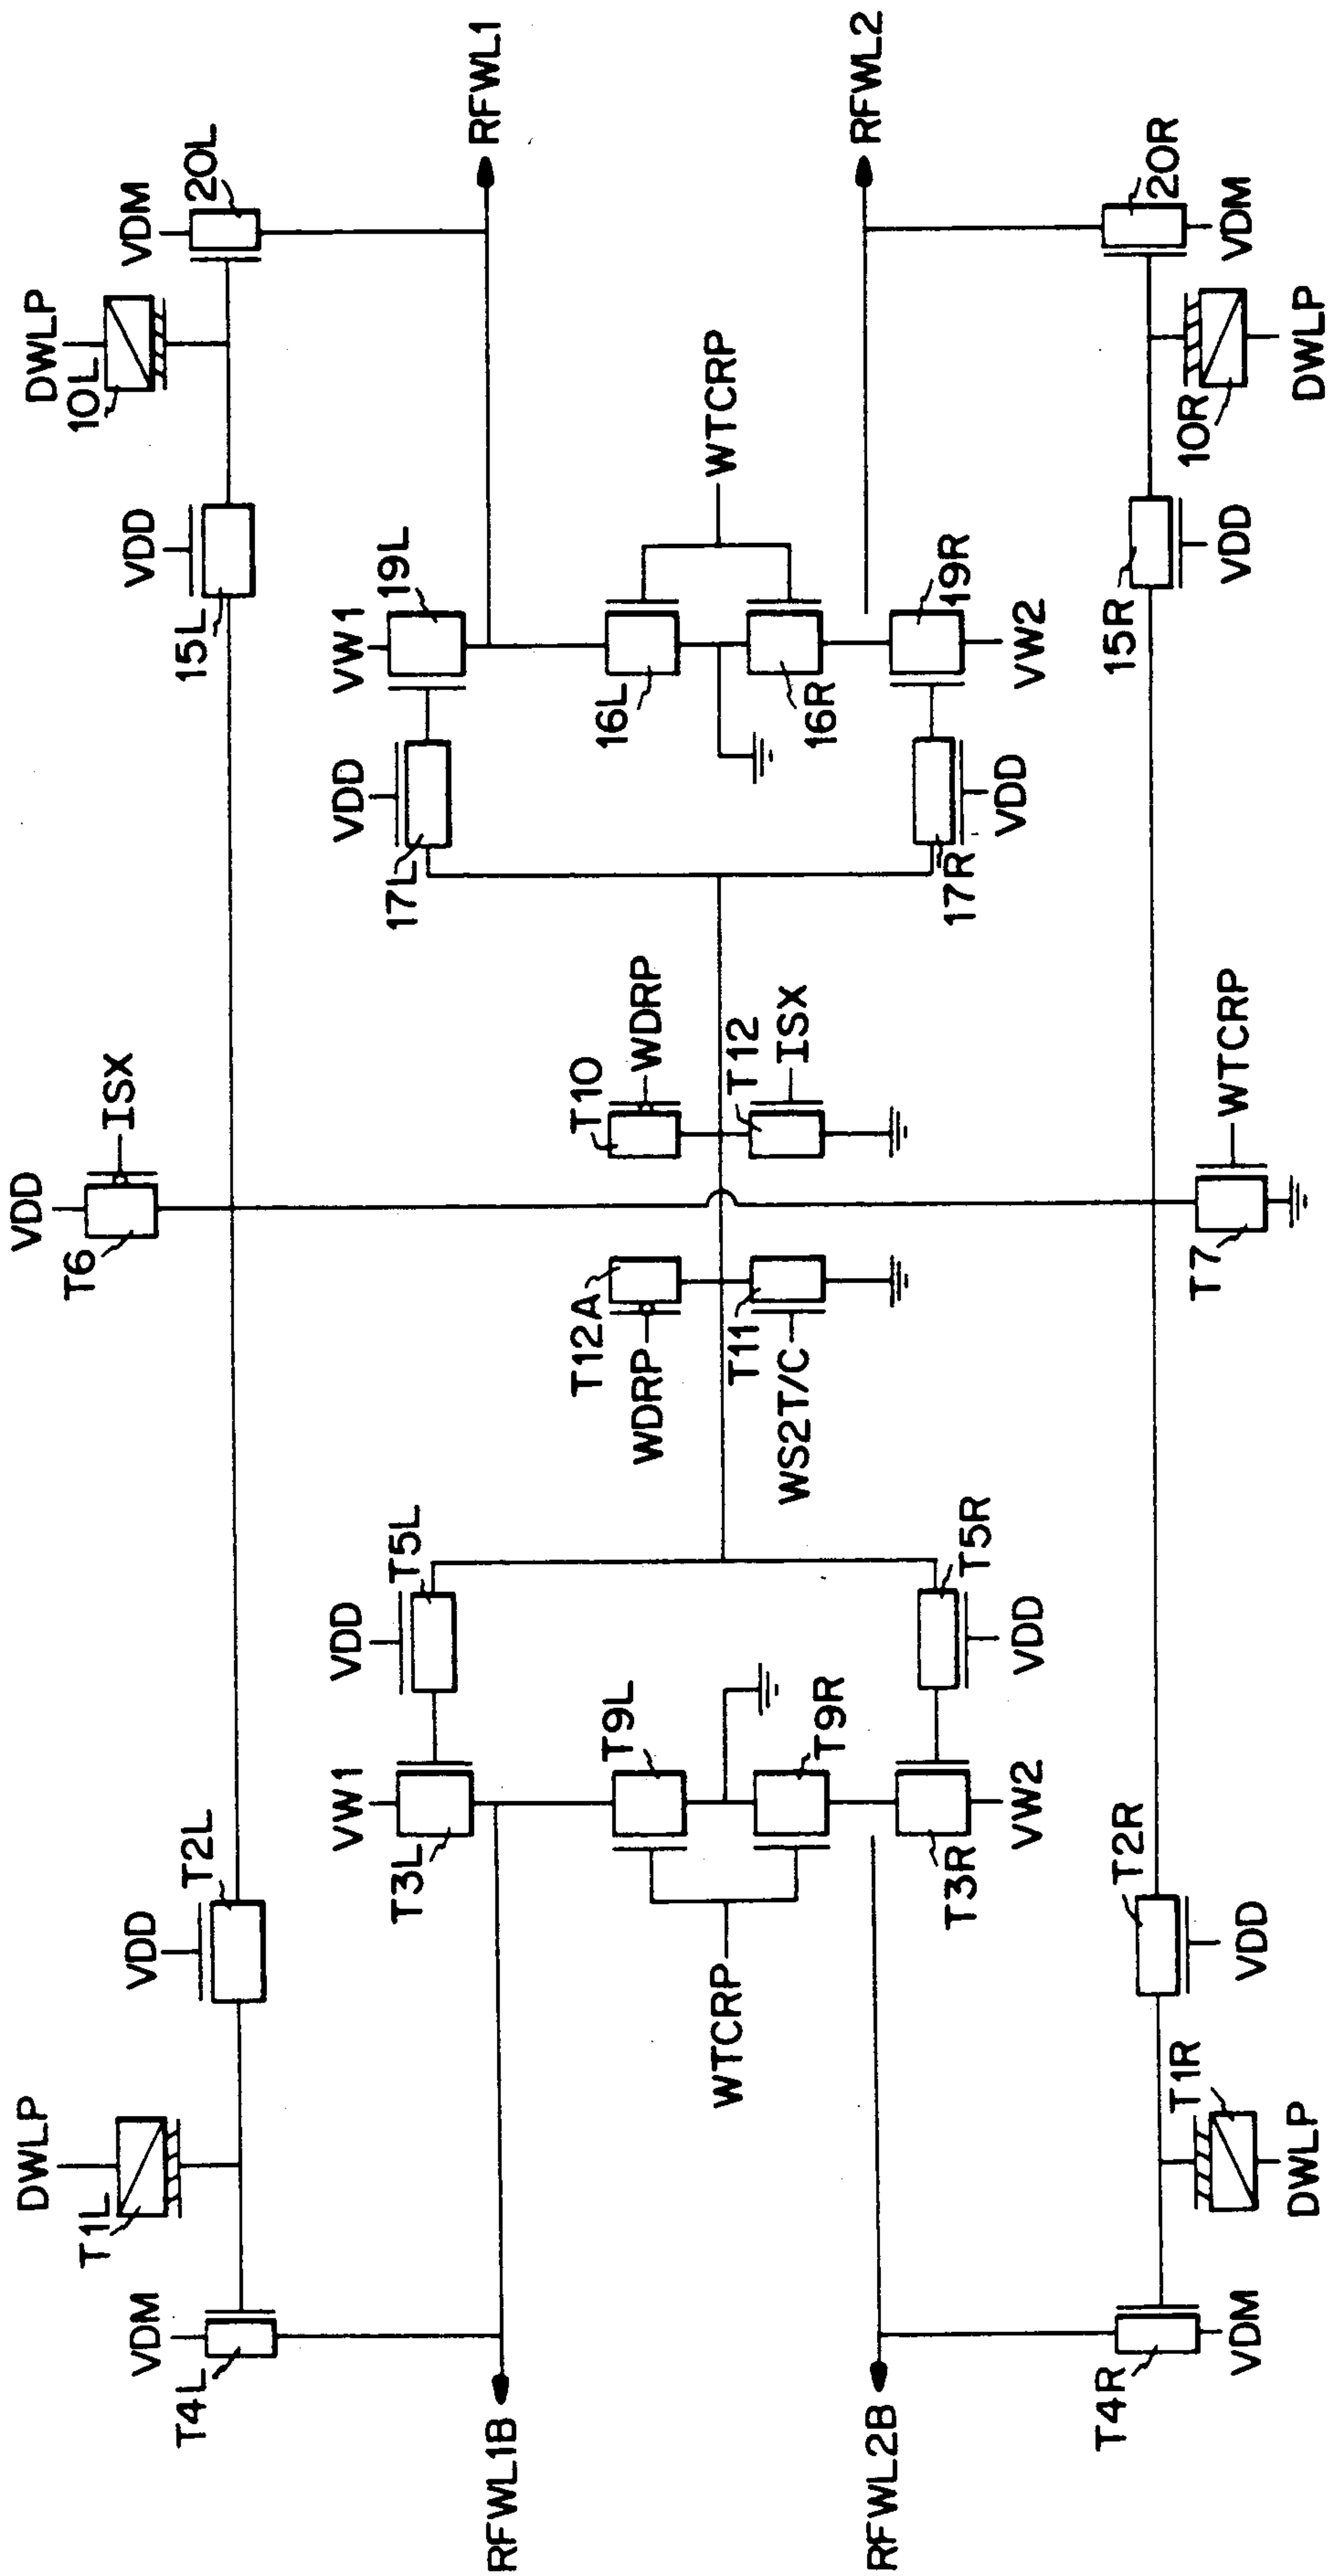 DWLP
VDD
DWLP
T1L
T6
10L
VDM
VDD
ISX
VDD
VDM
T4L
T2L
15L
20L
VW1
VDD
VDD
VW1
T3L
T5L
17L
19L
RFWL1B
RFWL1
T9L
T12A
T10
16L
WDRP
WDRP
WTCRP
T11
T12
WTCRP
WS2T/C
ISX
T9R
16R
RFWL2B
RFWL2
T3R
T5R
17R
19R
VW2
VDD
VDD
VW2
T4R
T2R
15R
T1R
T7
10R
20R
VDM
VDD
WTCRP
VDD
VDM
DWLP
DWLP